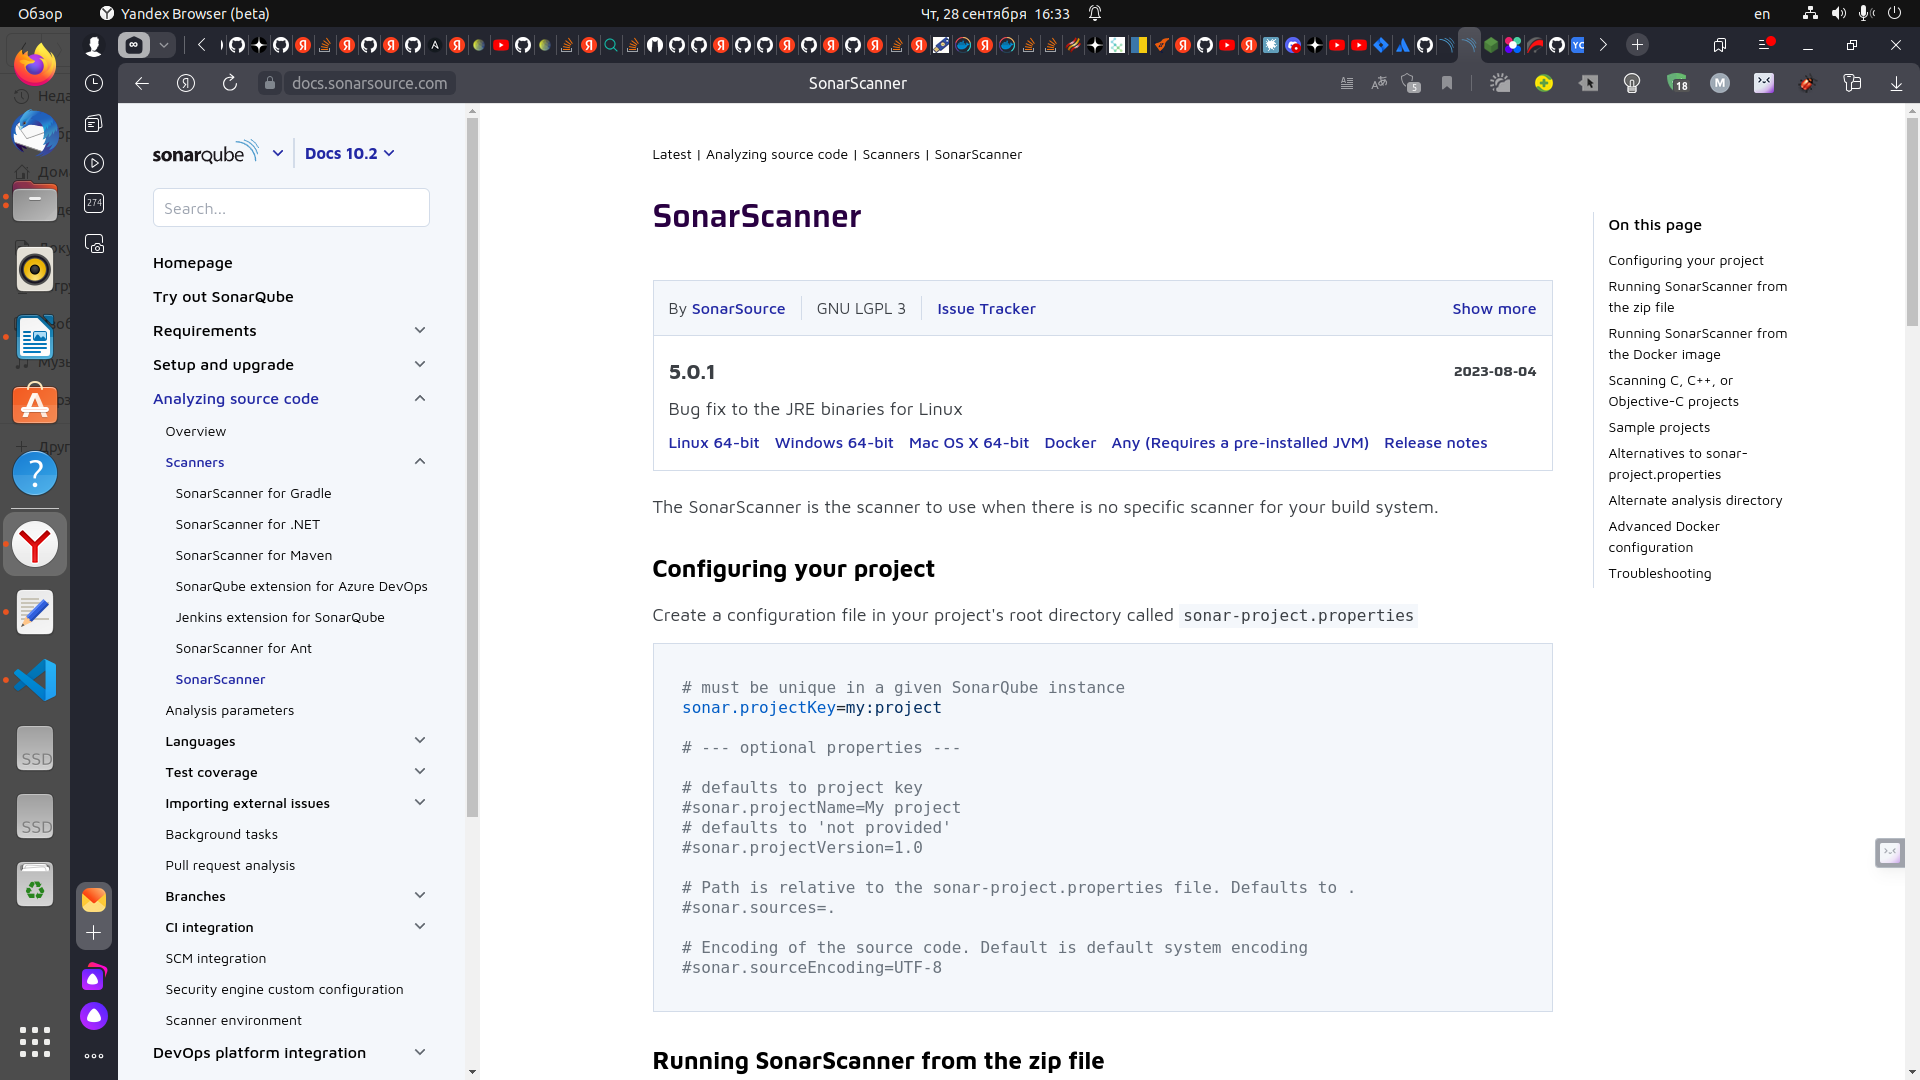 Обзор
Yandex Browser (beta)
Чт, 28 сентября 16:33
en
docs.sonarsource.com
SonarScanner
5
18
M
274
SSD
SSD
sonarqube
Docs 10.2
Search...
Homepage
Try out SonarQube
Requirements
Setup and upgrade
Analyzing source code
Overview
Scanners
SonarScanner for Gradle
SonarScanner for .NET
SonarScanner for Maven
SonarQube extension for Azure DevOps
Jenkins extension for SonarQube
SonarScanner for Ant
SonarScanner
Analysis parameters
Languages
Test coverage
Importing external issues
Background tasks
Pull request analysis
Branches
CI integration
SCM integration
Security engine custom configuration
Scanner environment
DevOps platform integration
Latest | Analyzing source code | Scanners | SonarScanner
SonarScanner
By SonarSource
GNU LGPL 3
Issue Tracker
Show more
5.0.1
2023-08-04
Bug fix to the JRE binaries for Linux
Linux 64-bit Windows 64-bit Mac OS X 64-bit Docker Any (Requires a pre-installed JVM) Release notes
The SonarScanner is the scanner to use when there is no specific scanner for your build system.
Configuring your project
Create a configuration file in your project's root directory called sonar-project.properties
# must be unique in a given SonarQube instance
sonar.projectKey=my:project
# --- optional properties ---
# defaults to project key
#sonar.projectName=My project
# defaults to 'not provided'
#sonar.projectVersion=1.0
# Path is relative to the sonar-project.properties file. Defaults to .
#sonar.sources=.
# Encoding of the source code. Default is default system encoding
#sonar.sourceEncoding=UTF-8
Running SonarScanner from the zip file
On this page
Configuring your project
Running SonarScanner from
the zip file
Running SonarScanner from
the Docker image
Scanning C, C++, or
Objective-C projects
Sample projects
Alternatives to sonar-
project.properties
Alternate analysis directory
Advanced Docker
configuration
Troubleshooting